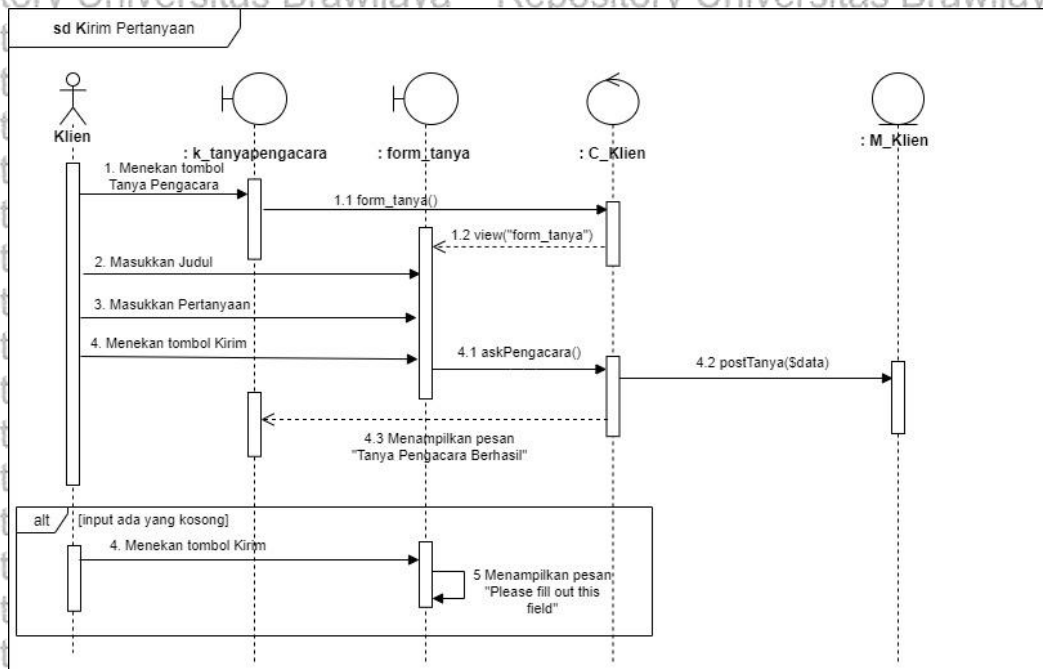 tory Universitas Brawijaya Repository Universitas Brawijaya
sd Kirim Pertanyaan
Klien
: k_tanyapengacara
: form_tanya
: C_Klien
: M_Klien
1. Menekan tombol
Tanya Pengacara
1.1 form_tanya()
1.2 view("form_tanya")
2. Masukkan Judul
3. Masukkan Pertanyaan
4. Menekan tombol Kirim
4.1 askPengacara()
4.2 postTanya($data)
4.3 Menampilkan pesan
"Tanya Pengacara Berhasil"
alt
[input ada yang kosong]
4. Menekan tombol Kirim
5 Menampilkan pesan
"Please fill out this
field"